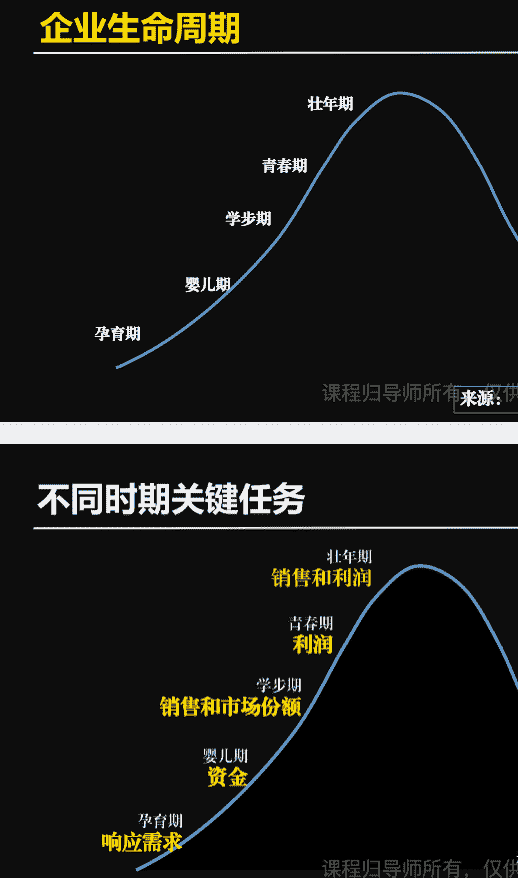 企业生命周期
壮年期
青春期
学步期
婴儿期
孕育期
课程归导师所有，仅供
来源：
不同时期关键任务
壮年期
销售和利润
青春期
利润
学步期
销售和市场份额
婴儿期
资金
孕育期
响应需求
课程归导师所有，仅供